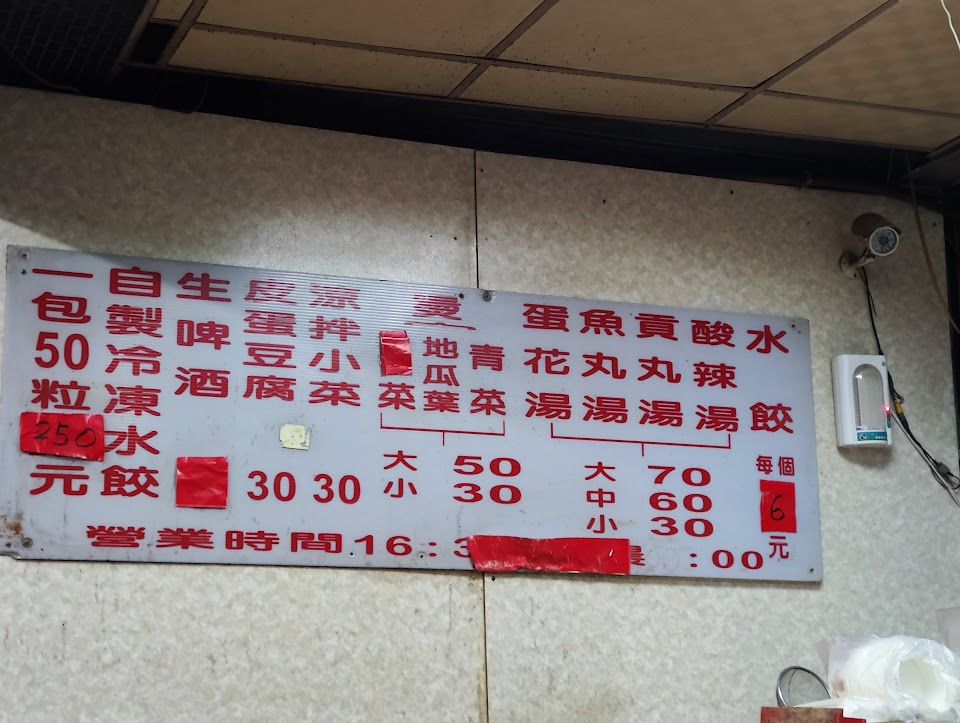 水餃
每個
6
元
酸辣湯
貢丸湯
魚丸湯
蛋花湯
大 70
中 60
小 30
青菜
地瓜葉
菜
大 50
小 30
涼拌小菜
30
皮蛋豆腐
30
生啤酒
自製冷凍水餃
一包50粒250元
營業時間16:3 :00